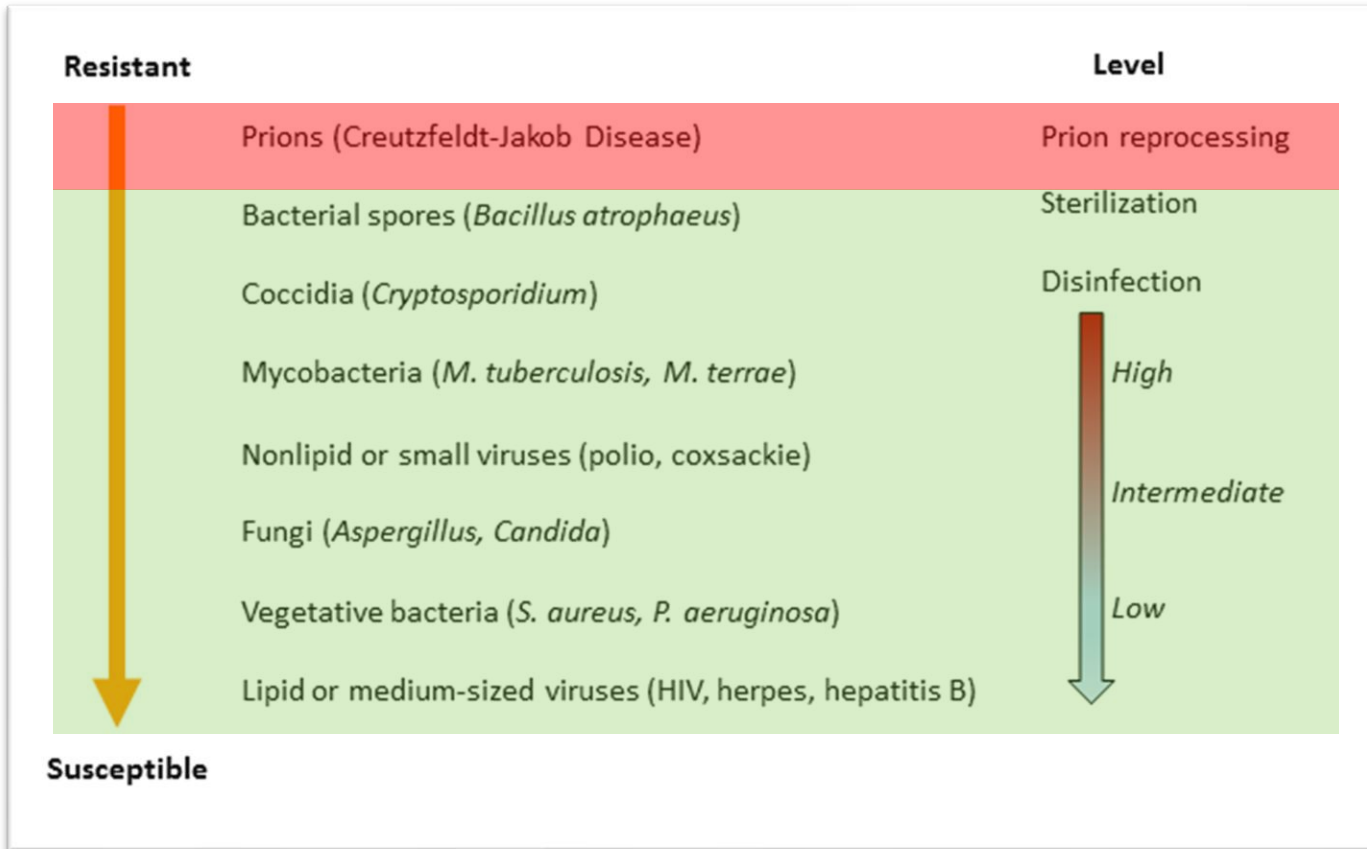 Resistant Level
Prions (Creutzfeldt-Jakob Disease) Prion reprocessing
Bacterial spores (Bacillus atrophaeus) Sterilization
Coccidia (Cryptosporidium) Disinfection
Mycobacteria (M. tuberculosis, M. terrae) High
Nonlipid or small viruses (polio, coxsackie)
Intermediate
Fungi (Aspergillus, Candida)
Vegetative bacteria (S. aureus, P. aeruginosa) Low
Lipid or medium-sized viruses (HIV, herpes, hepatitis B)
Susceptible